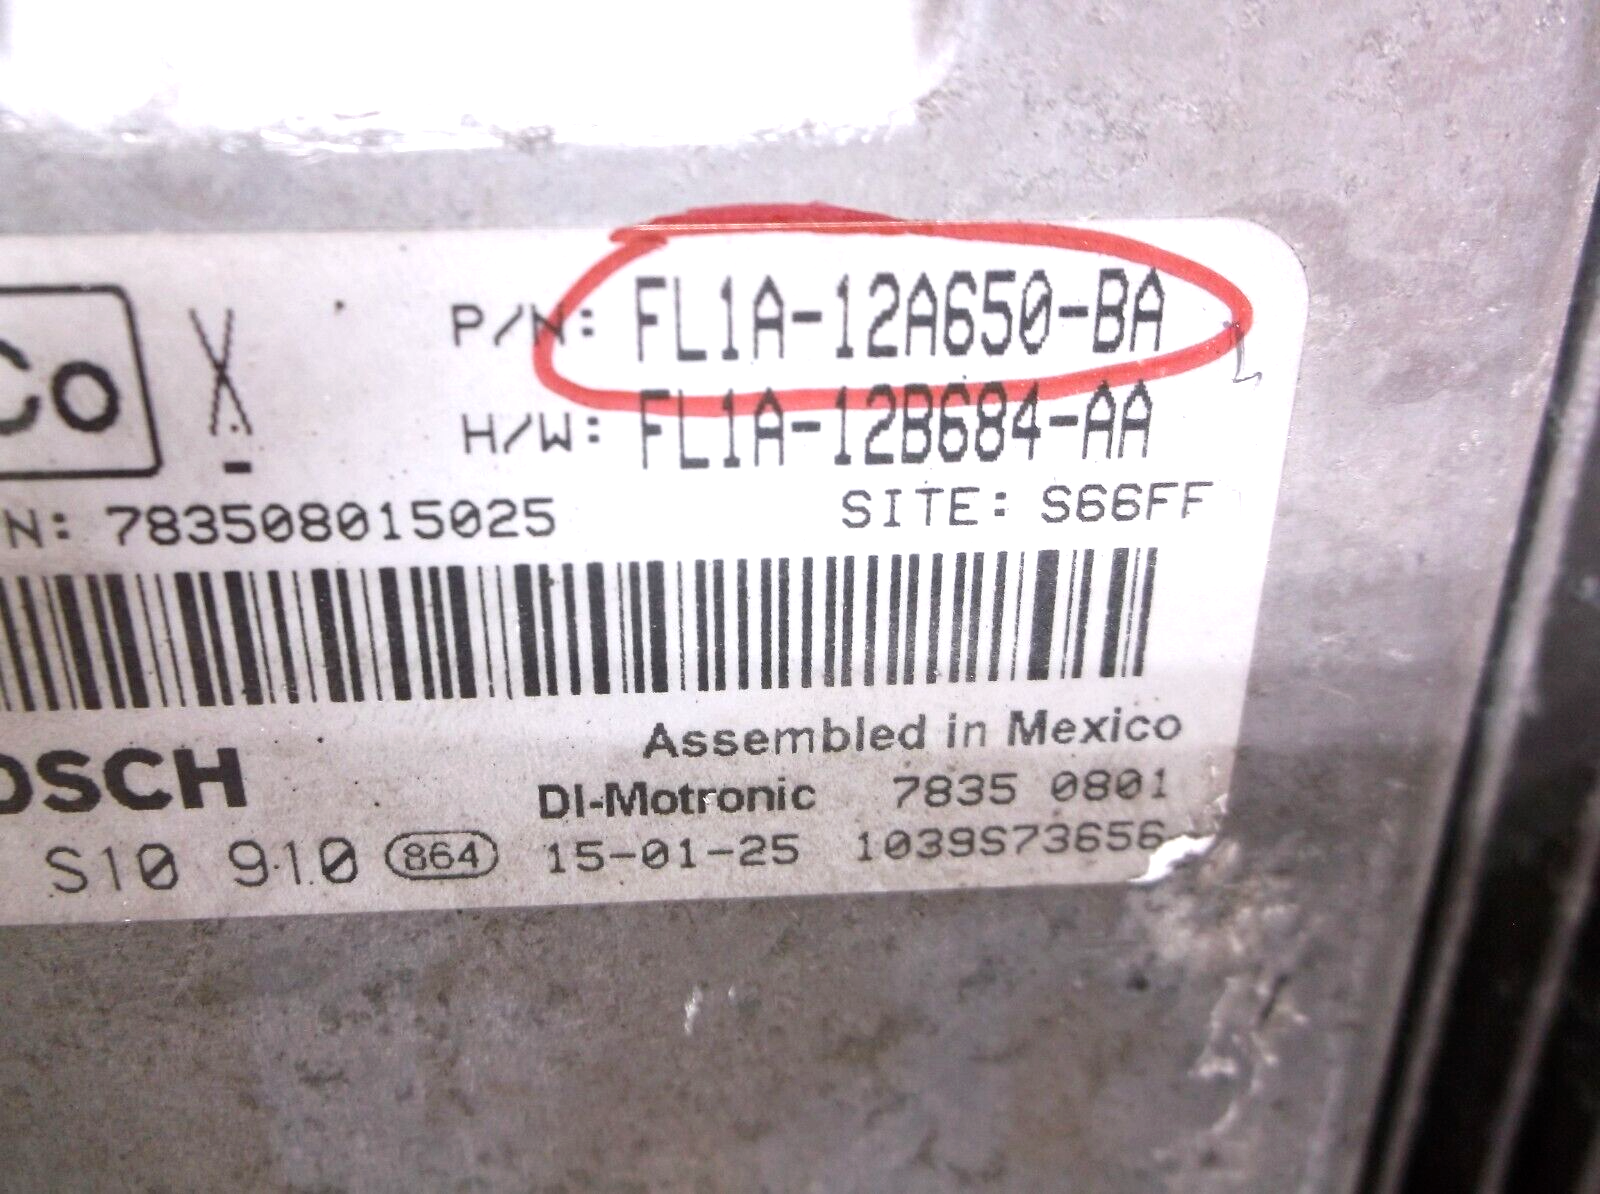 P/N: FL1A-12A650-BA
Co
H/W: FL1A-12B684-AA
N: 783508015025 SITE: S66FF
Assembled in Mexico
OSCH DI-Motronic 7835 0801
S10 910 864 15-01-25 1039S73656